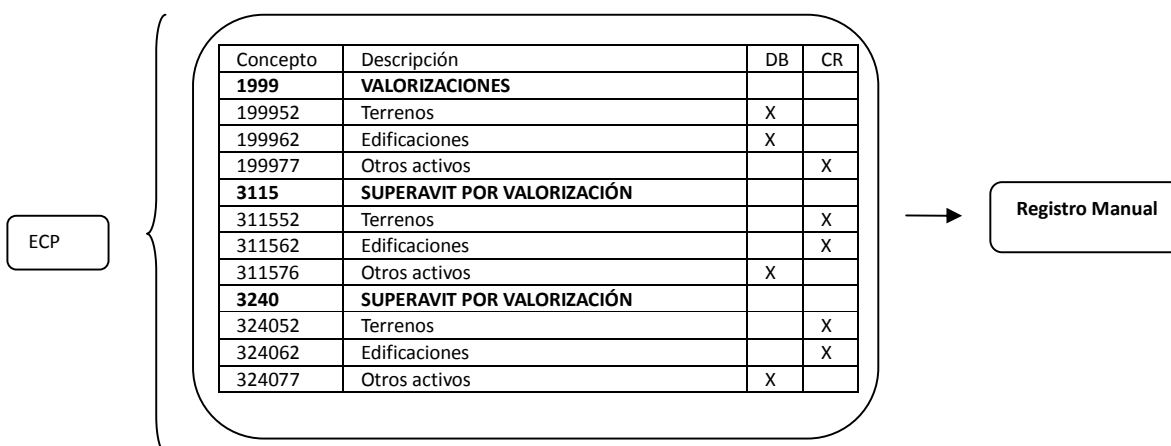 Concepto Descripción DB CR
1999 VALORIZACIONES
199952 Terrenos X
199962 Edificaciones X
199977 Otros activos X
3115 SUPERAVIT POR VALORIZACIÓN
311552 Terrenos X
311562 Edificaciones X
311576 Otros activos X
3240 SUPERAVIT POR VALORIZACIÓN
324052 Terrenos X
324062 Edificaciones X
324077 Otros activos X
ECP
Registro Manual